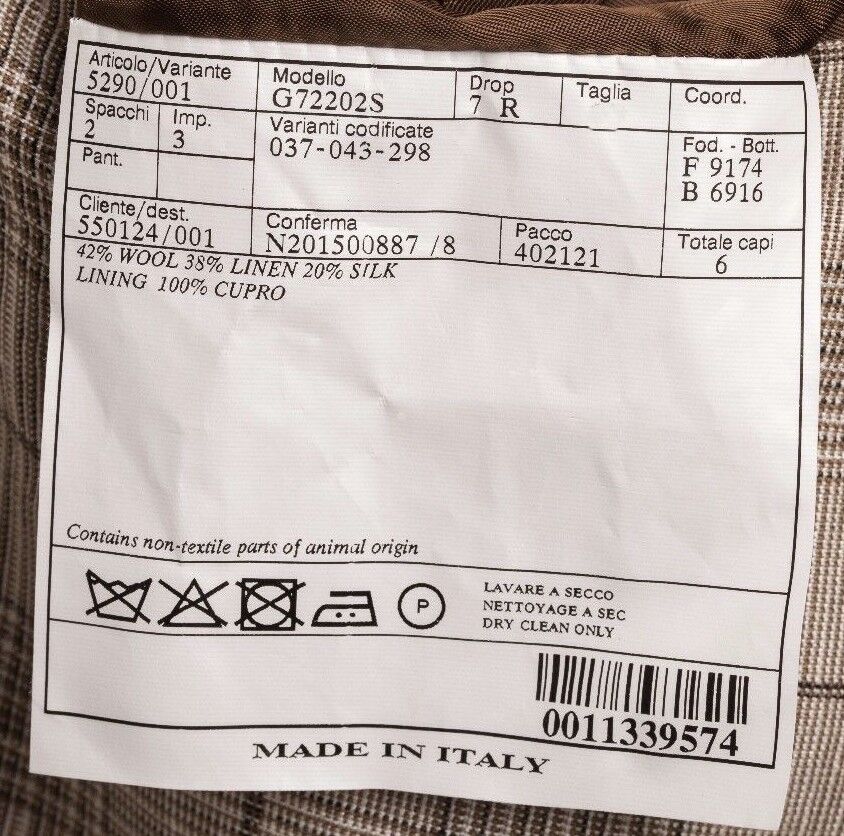 Articolo/Variante
5290/001
Modello
G72202S
Drop
7 R
Taglia
Coord.
Spacchi
2
Imp.
3
Varianti codificate
037-043-298
Fod. - Bott.
F 9174
B 6916
Pant.
Cliente/dest.
550124/001
Conferma
N201500887 /8
Pacco
402121
Totale capi
6
42% WOOL 38% LINEN 20% SILK
LINING 100% CUPRO
Contains non-textile parts of animal origin
P
LAVARE A SECCO
NETTOYAGE A SEC
DRY CLEAN ONLY
0011339574
MADE IN ITALY